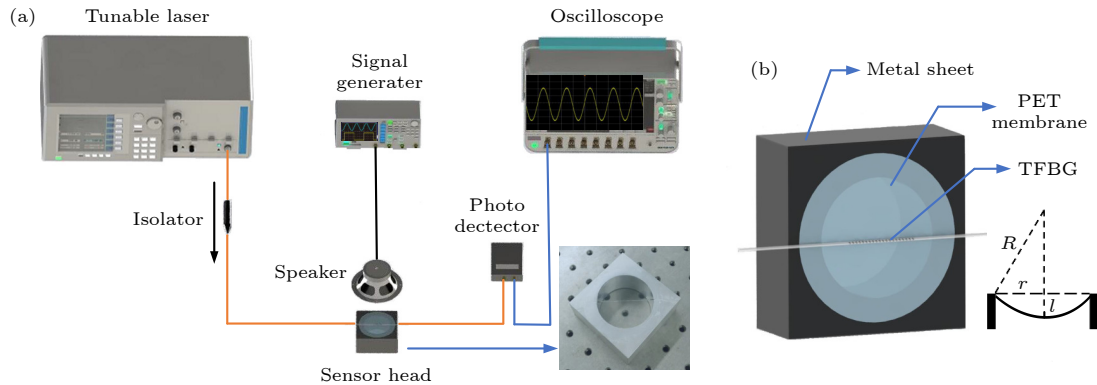 (a)
Tunable laser
Signal
generater
Oscilloscope
Isolator
Speaker
Photo
dectector
Sensor head
(b)
Metal sheet
PET
membrane
TFBG
R
r
l